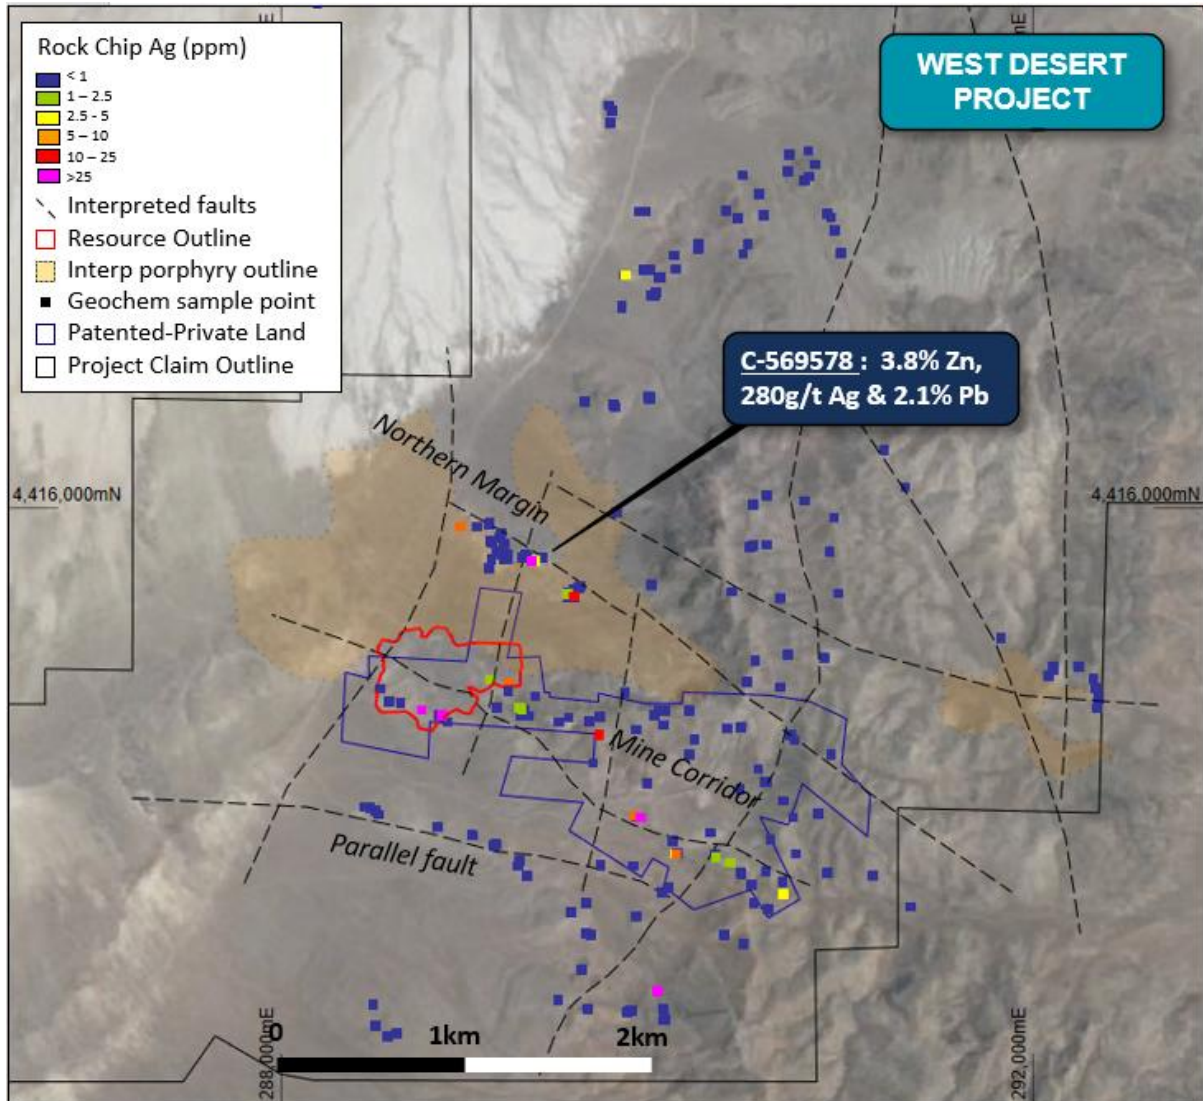 Rock Chip Ag (ppm)
< 1
1 – 2.5
2.5 - 5
5 – 10
10 – 25
>25
Interpreted faults
Resource Outline
Interp porphyry outline
Geochem sample point
Patented-Private Land
Project Claim Outline
WEST DESERT
PROJECT
C-569578 : 3.8% Zn,
280g/t Ag & 2.1% Pb
Northern Margin
4,416,000mN
4,416,000mN
Mine Corridor
Parallel fault
0
1km
2km
288,000mE
292,000mE
mE